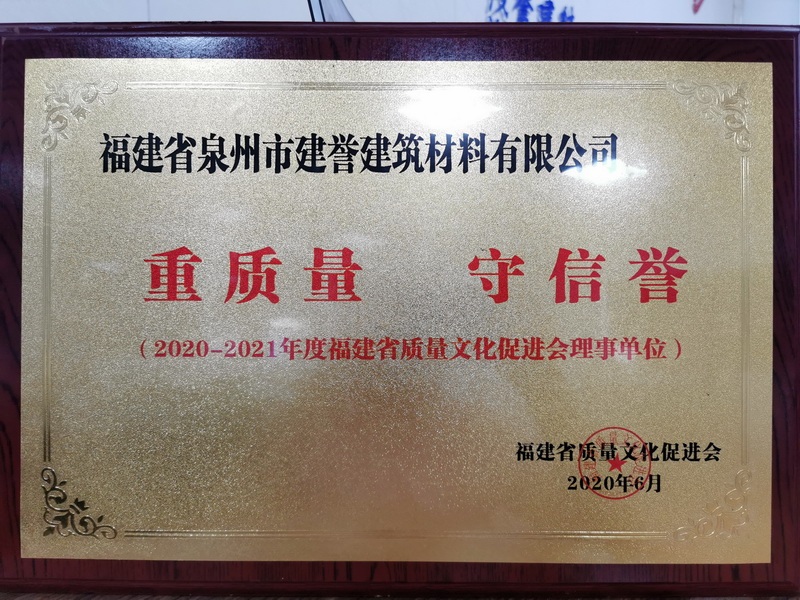 福建省泉州市建誉建筑材料有限公司
重质量 守信誉
（2020-2021年度福建省质量文化促进会理事单位）
福建省质量文化促进会
2020年6月